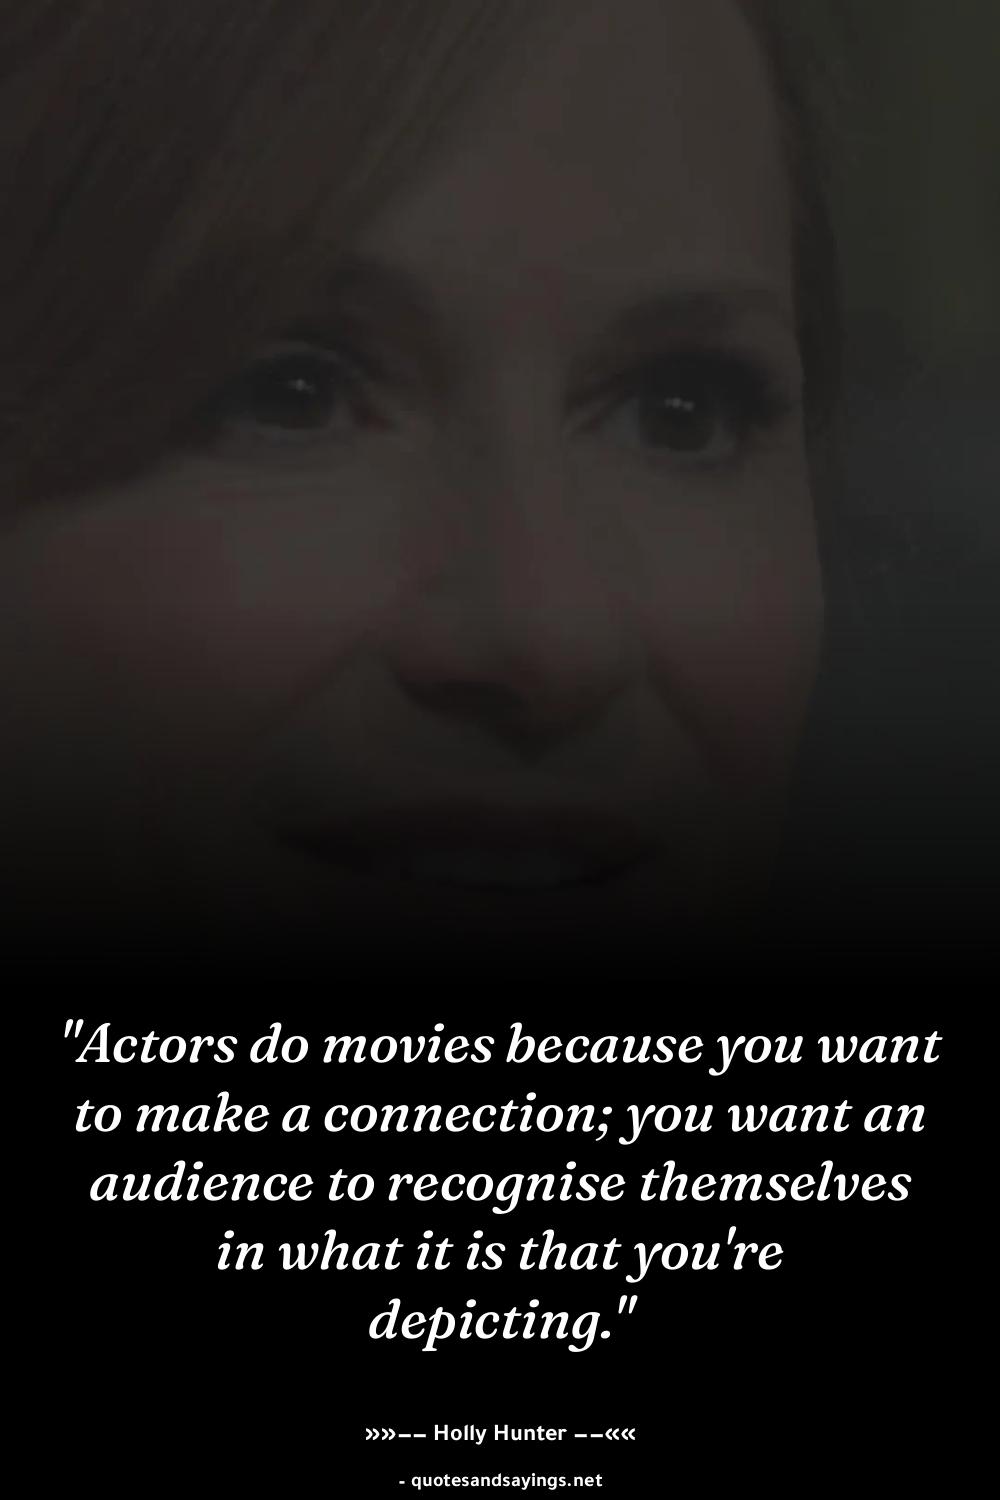 "Actors do movies because you want
to make a connection; you want an
audience to recognise themselves
in what it is that you're
depicting."
»»–– Holly Hunter ––««
- quotesandsayings.net